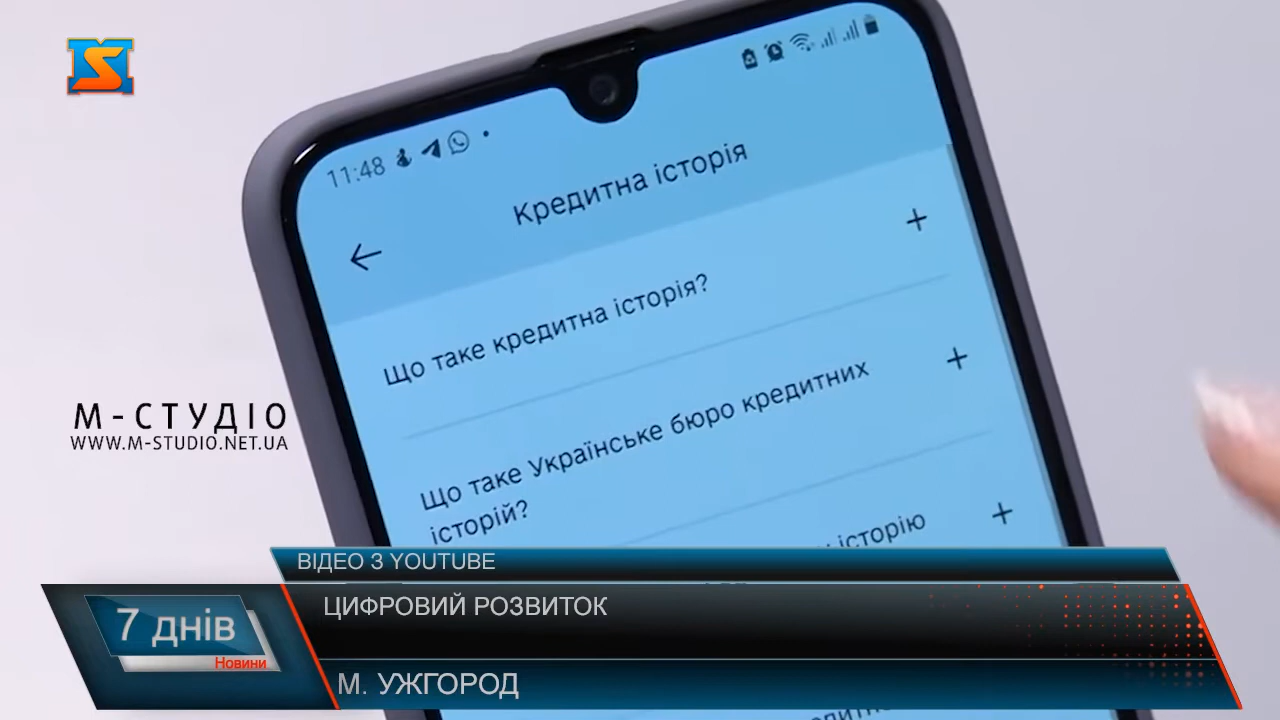 11:48
Кредитна історія
Що таке кредитна історія?
Що таке Українське бюро кредитних
історій?
історію
М-СТУДІО
WWW.M-STUDIO.NET.UA
ВІДЕО З YOUTUBE
ЦИФРОВИЙ РОЗВИТОК
7 днів
Новини
М. УЖГОРОД